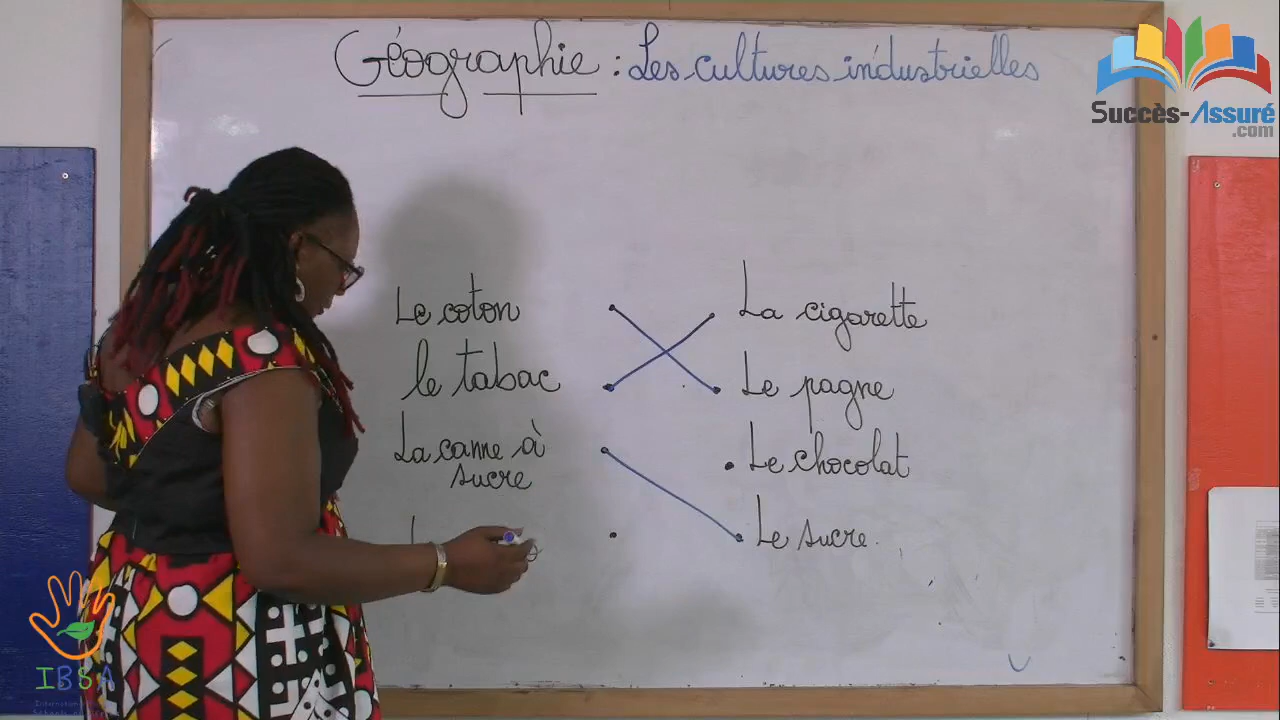 Géographie : Les cultures industrielles
Succès-Assuré
.com
Le coton
La cigarette
le tabac
Le pagne
La canne à
sucre
Le chocolat
Le sucre.
IBSA